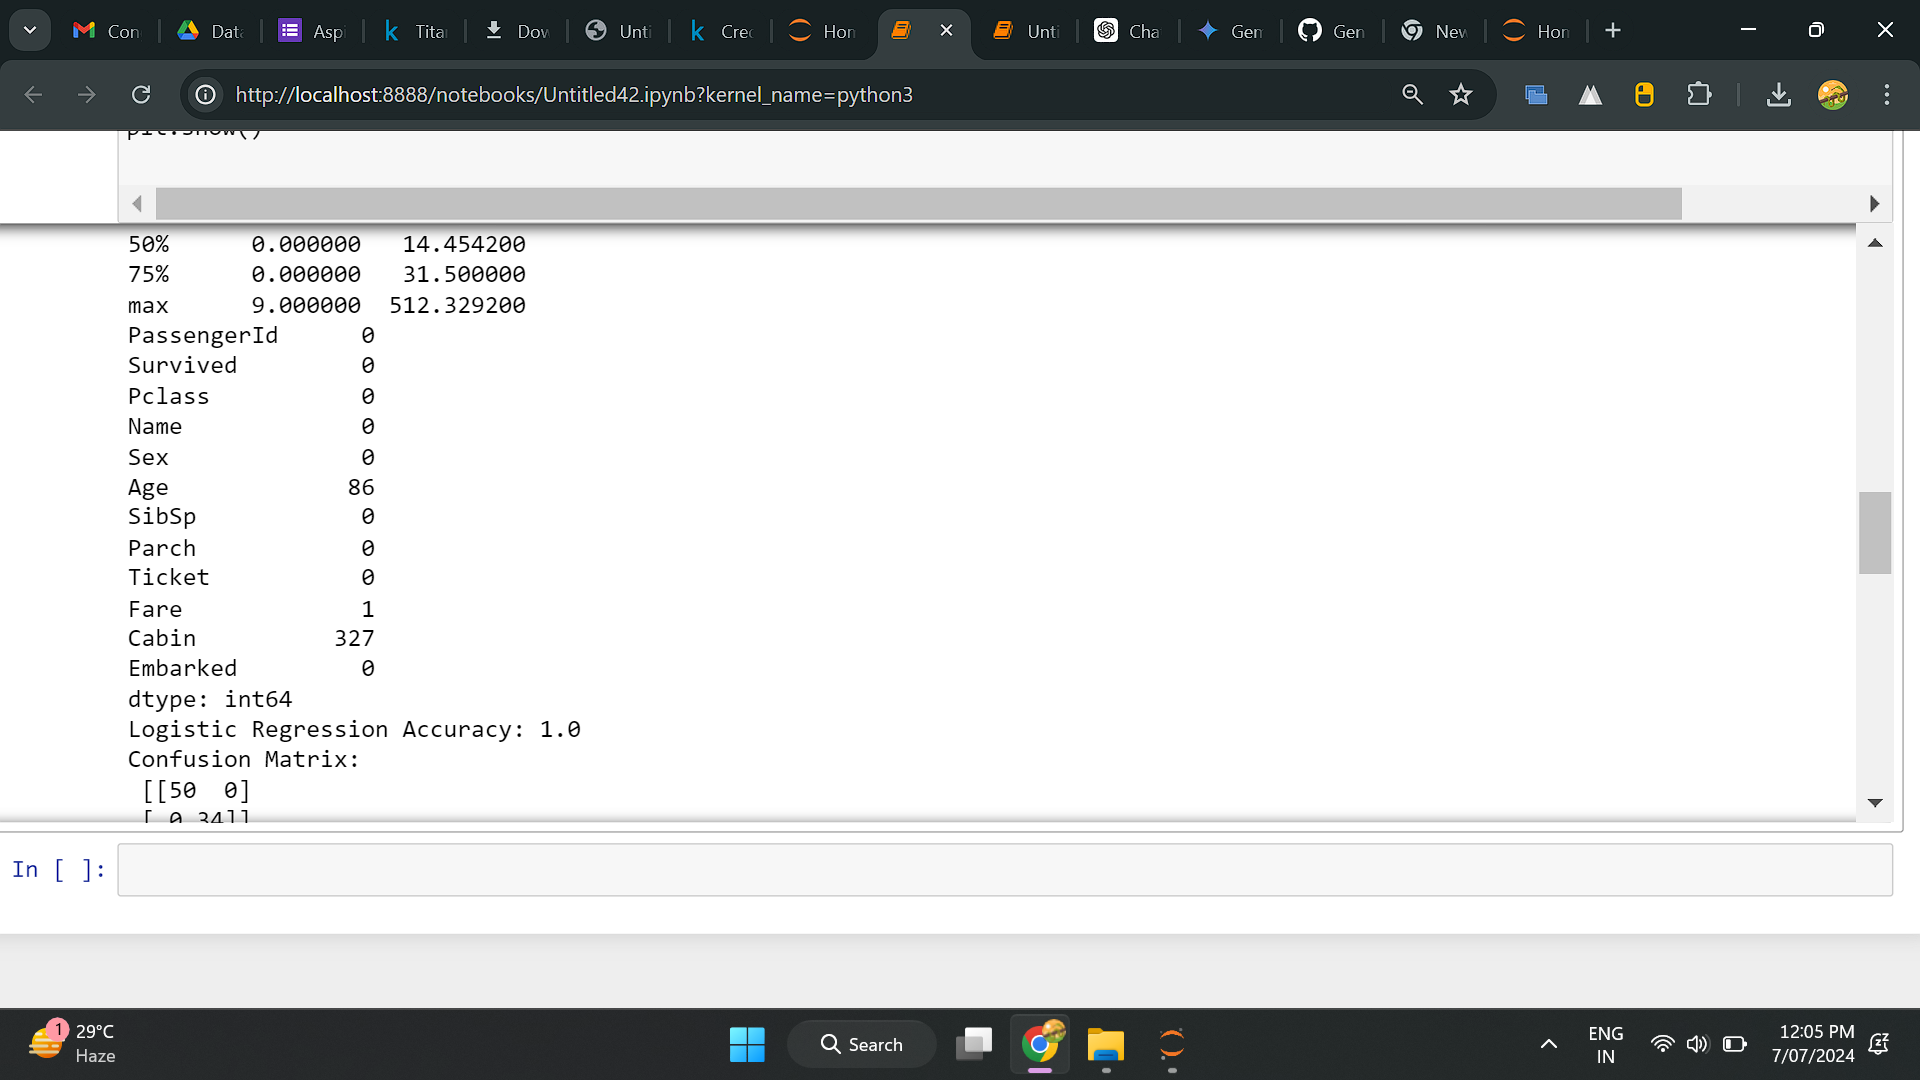 Con
Data
Aspi
Tita
Dov
Unti
Crec
Hon
Unti
Cha
Gen
Gen
New
Hon
http://localhost:8888/notebooks/Untitled42.ipynb?kernel_name=python3
plt.show()
50% 0.000000 14.454200
75% 0.000000 31.500000
max 9.000000 512.329200
PassengerId 0
Survived 0
Pclass 0
Name 0
Sex 0
Age 86
SibSp 0
Parch 0
Ticket 0
Fare 1
Cabin 327
Embarked 0
dtype: int64
Logistic Regression Accuracy: 1.0
Confusion Matrix:
[[50 0]
[ 0 34]]
In [ ]:
1
29°C
Haze
Search
ENG
IN
12:05 PM
7/07/2024